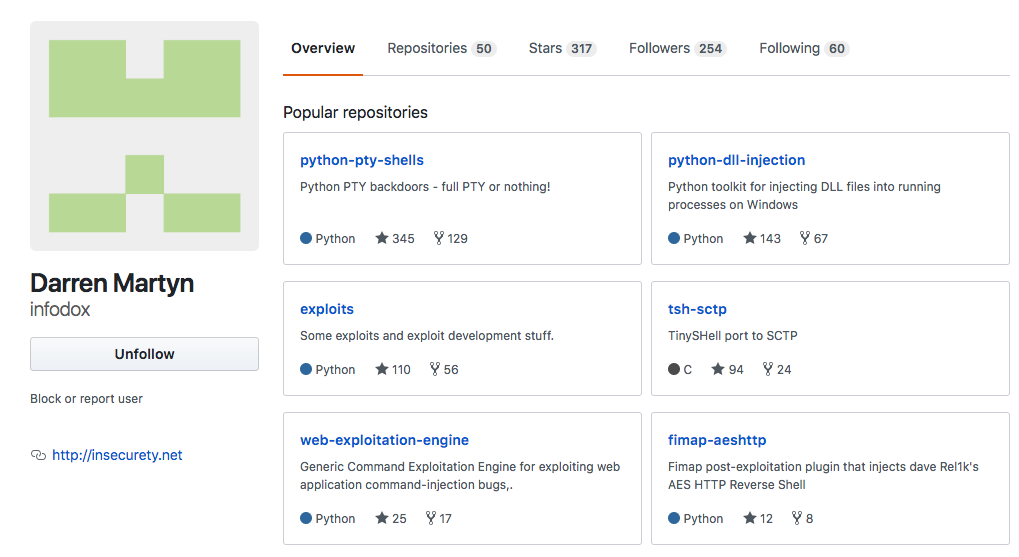 Overview Repositories 50 Stars 317 Followers 254 Following 60
Popular repositories
python-pty-shells
Python PTY backdoors - full PTY or nothing!
Python 345 129
python-dll-injection
Python toolkit for injecting DLL files into running
processes on Windows
Python 143 67
exploits
Some exploits and exploit development stuff.
Python 110 56
tsh-sctp
TinySHell port to SCTP
C 94 24
web-exploitation-engine
Generic Command Exploitation Engine for exploiting web
application command-injection bugs,.
Python 25 17
fimap-aeshttp
Fimap post-exploitation plugin that injects dave Rel1k's
AES HTTP Reverse Shell
Python 12 8
Darren Martyn
infodox
Unfollow
Block or report user
http://insecurety.net